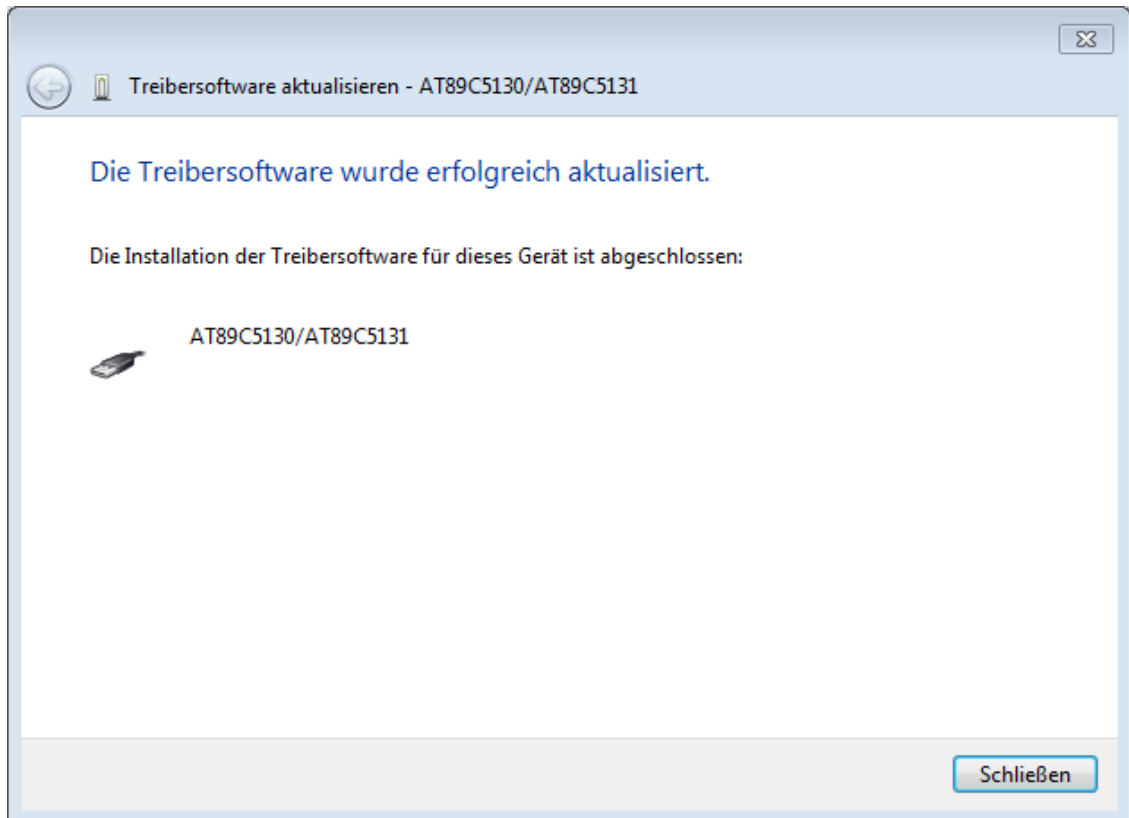 Treibersoftware aktualisieren - AT89C5130/AT89C5131
Die Treibersoftware wurde erfolgreich aktualisiert.
Die Installation der Treibersoftware für dieses Gerät ist abgeschlossen:
AT89C5130/AT89C5131
Schließen